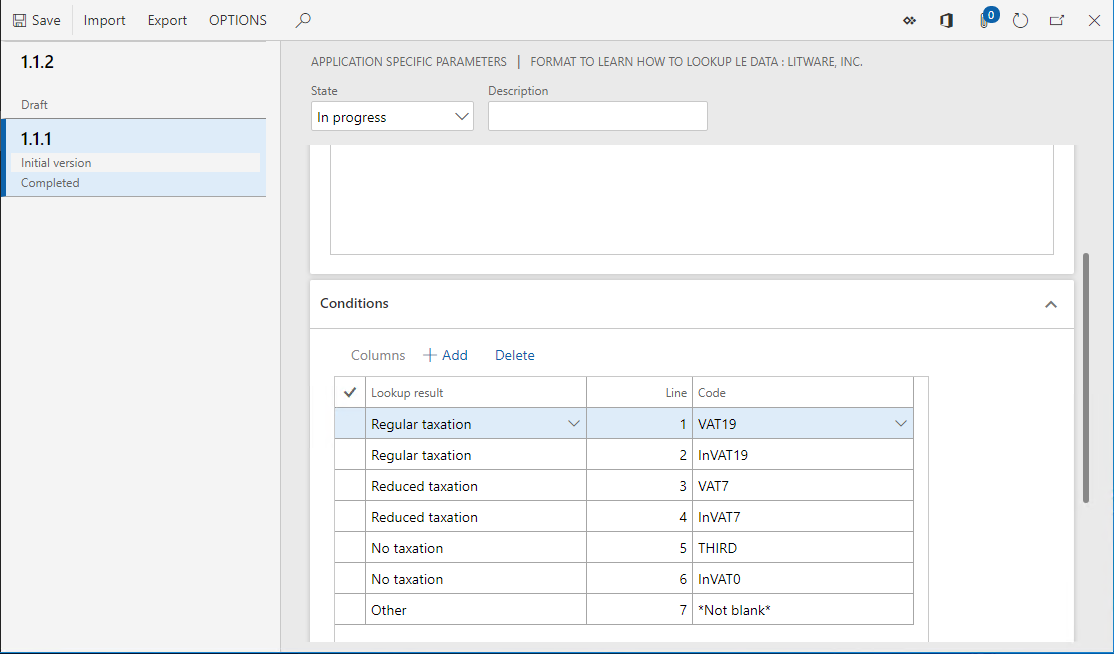 Save Import Export OPTIONS 0
1.1.2
Draft
1.1.1
Initial version
Completed
APPLICATION SPECIFIC PARAMETERS | FORMAT TO LEARN HOW TO LOOKUP LE DATA : LITWARE, INC.
State Description
In progress
Conditions
Columns + Add Delete
Lookup result Line Code
Regular taxation 1 VAT19
Regular taxation 2 InVAT19
Reduced taxation 3 VAT7
Reduced taxation 4 InVAT7
No taxation 5 THIRD
No taxation 6 InVAT0
Other 7 *Not blank*